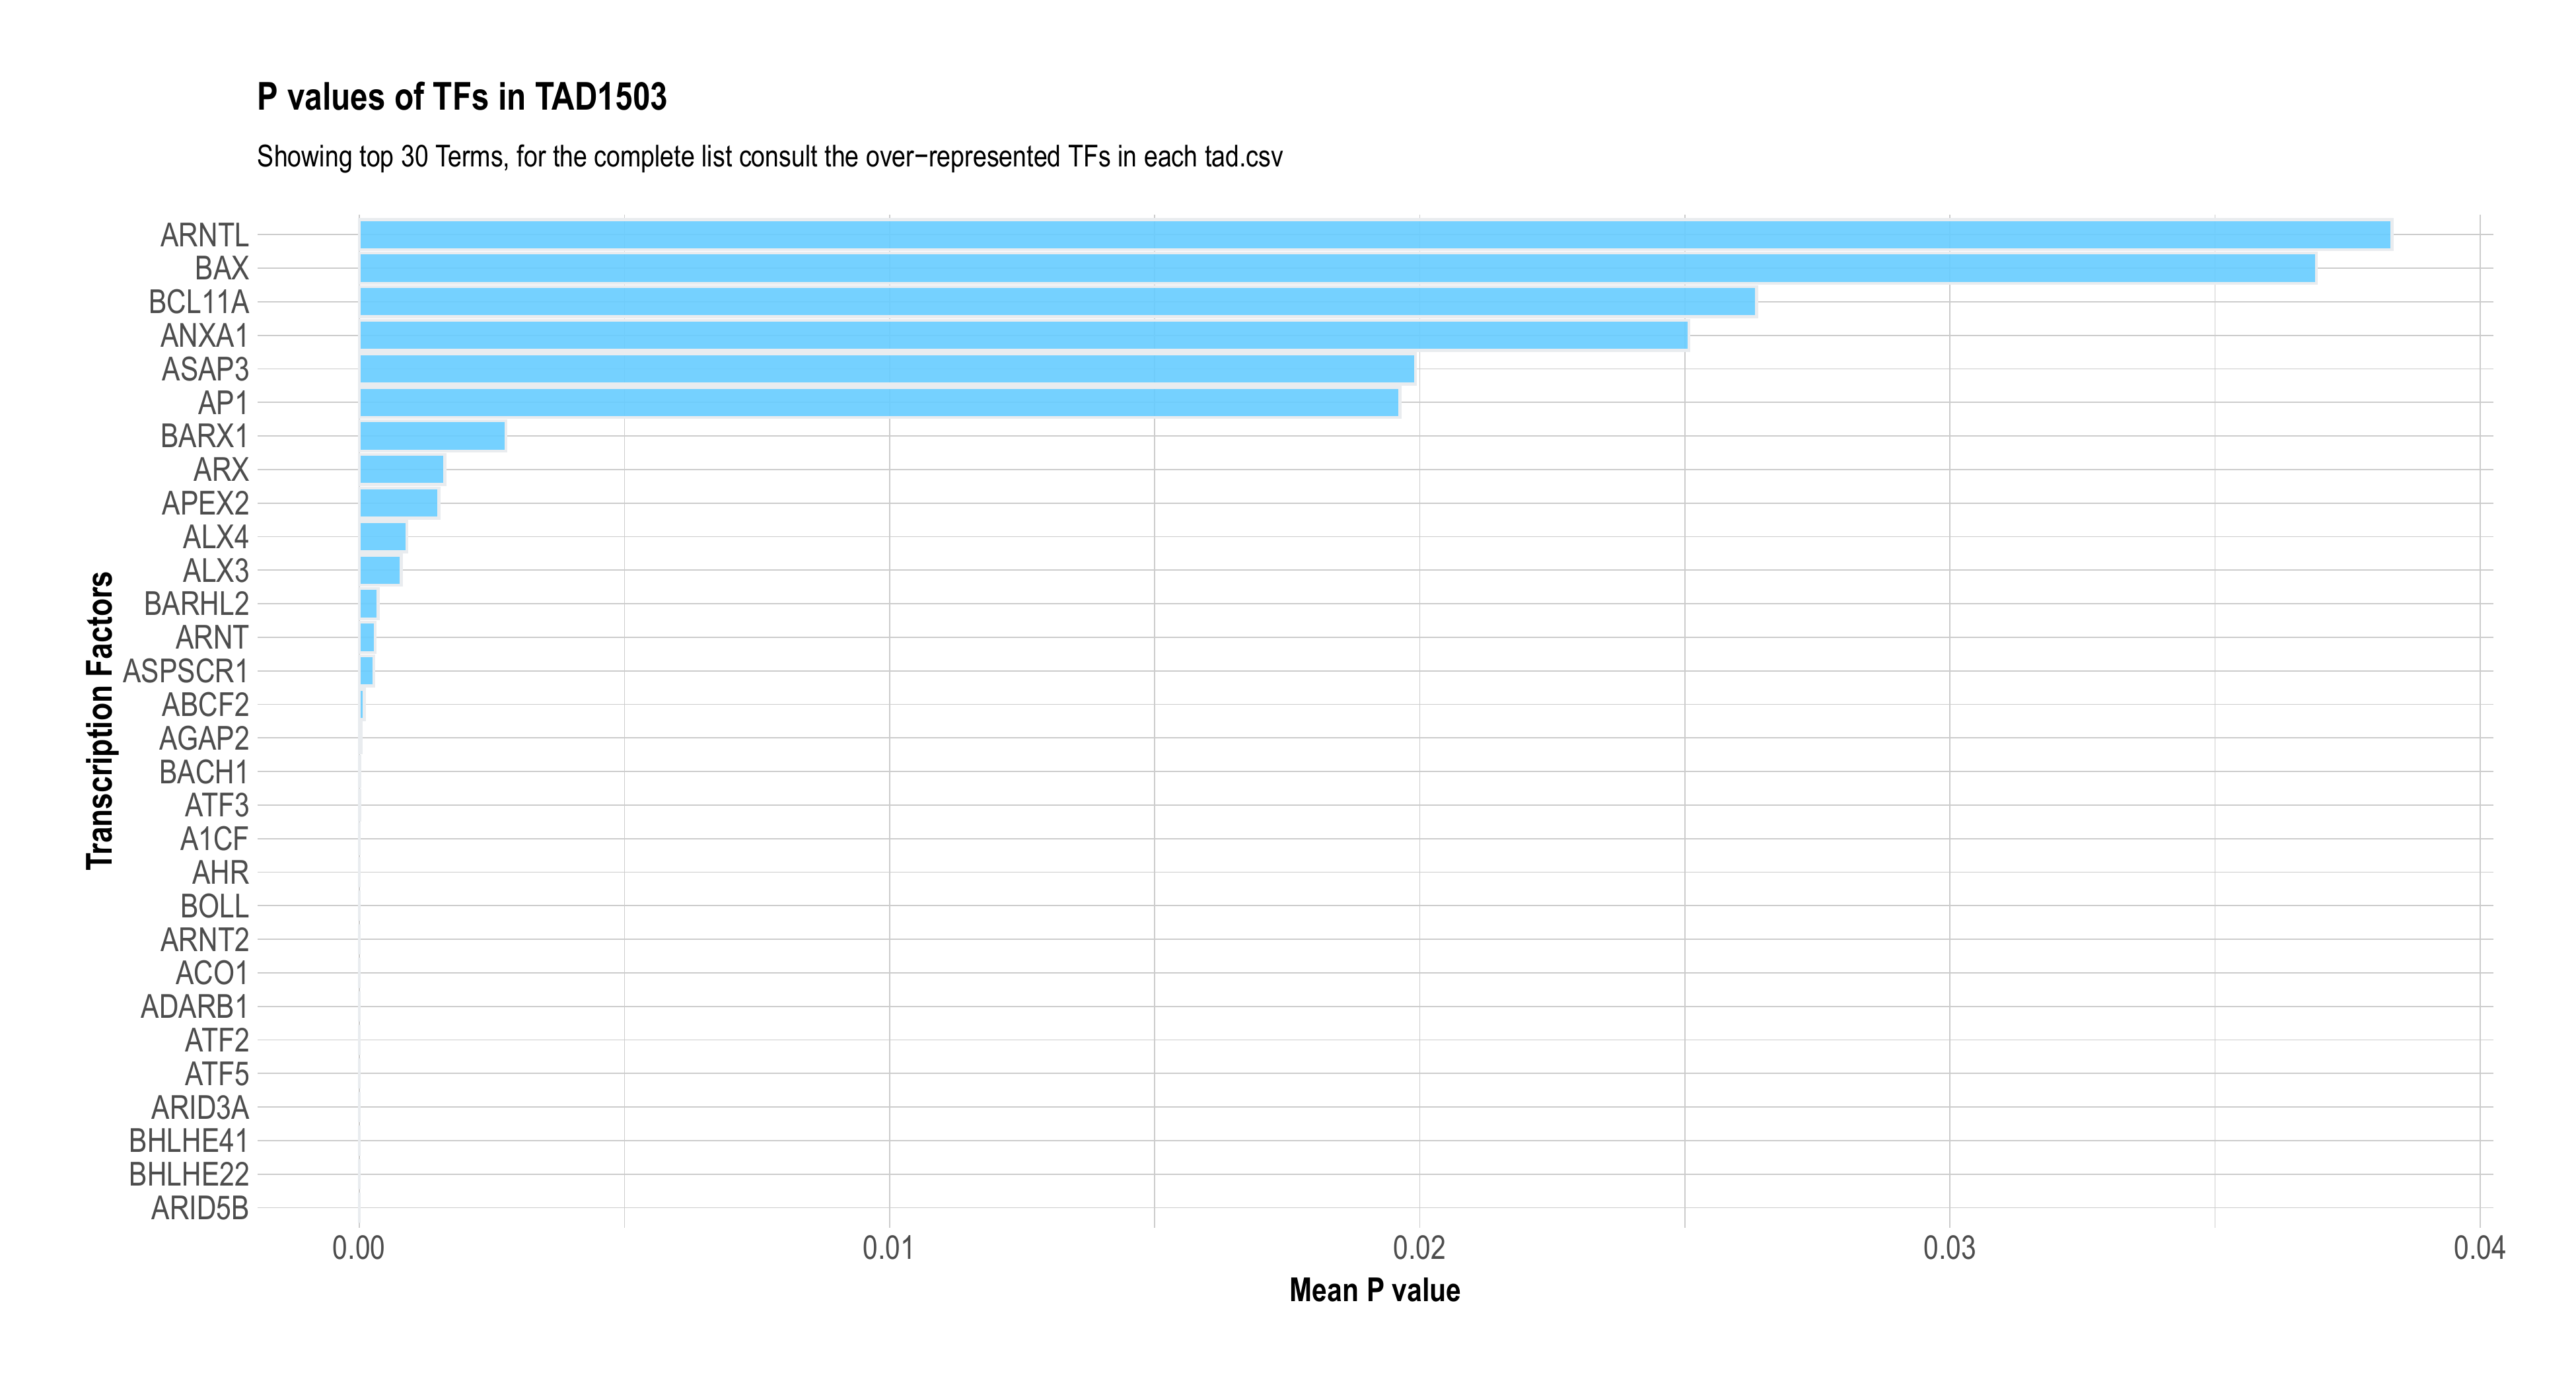 P values of TFs in TAD1503
Showing top 30 Terms, for the complete list consult the over−represented TFs in each tad.csv
ARNTL
BAX
BCL11A
ANXA1
ASAP3
AP1
BARX1
ARX
APEX2
ALX4
ALX3
BARHL2
ARNT
ASPSCR1
ABCF2
AGAP2
BACH1
ATF3
A1CF
AHR
BOLL
ARNT2
ACO1
ADARB1
ATF2
ATF5
ARID3A
BHLHE41
BHLHE22
ARID5B
Transcription Factors
0.00 0.01 0.02 0.03 0.04
Mean P value